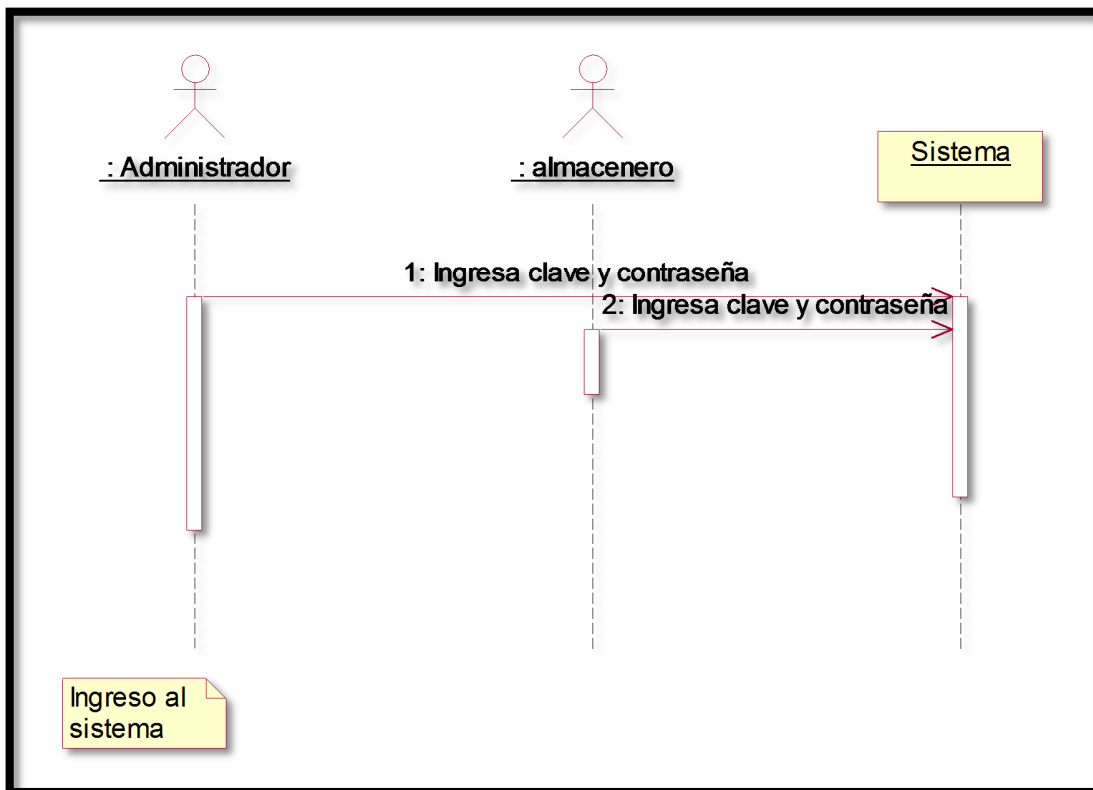 : Administrador
: almacenero
Sistema
1: Ingresa clave y contraseña
2: Ingresa clave y contraseña
Ingreso al
sistema